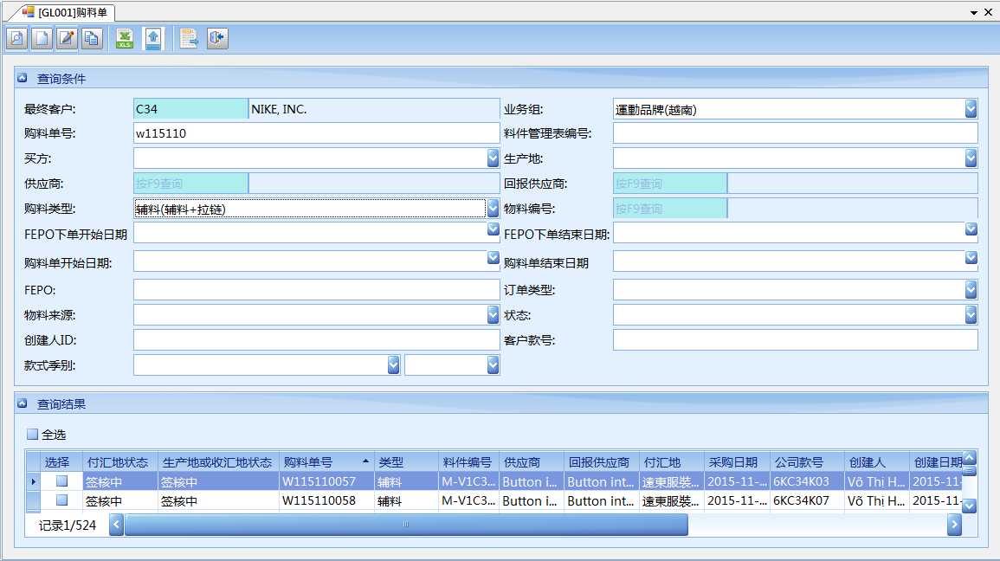 [GL001]购料单
XLS
查询条件
最终客户: C34 NIKE, INC. 业务组: 運動品牌(越南)
购料单号: w115110 料件管理表编号:
买方: 生产地:
供应商: 按F9查询 回报供应商: 按F9查询
购料类型: 辅料(辅料+拉链) 物料编号: 按F9查询
FEPO下单开始日期 FEPO下单结束日期:
购料单开始日期: 购料单结束日期
FEPO: 订单类型:
物料来源: 状态:
创建人ID: 客户款号:
款式季别:
查询结果
全选
选择 付汇地状态 生产地或收汇地状态 购料单号 类型 料件编号 供应商 回报供应商 付汇地 采购日期 公司款号 创建人 创建日期
签核中 签核中 W115110057 辅料 M-V1C3... Button i... Button int... 遠東服裝... 2015-11-... 6KC34K03 Võ Thị H... 2015-11-
签核中 签核中 W115110058 辅料 M-V1C3... Button i... Button int... 遠東服裝... 2015-11-... 6KC34K07 Võ Thị H... 2015-11-
记录1/524